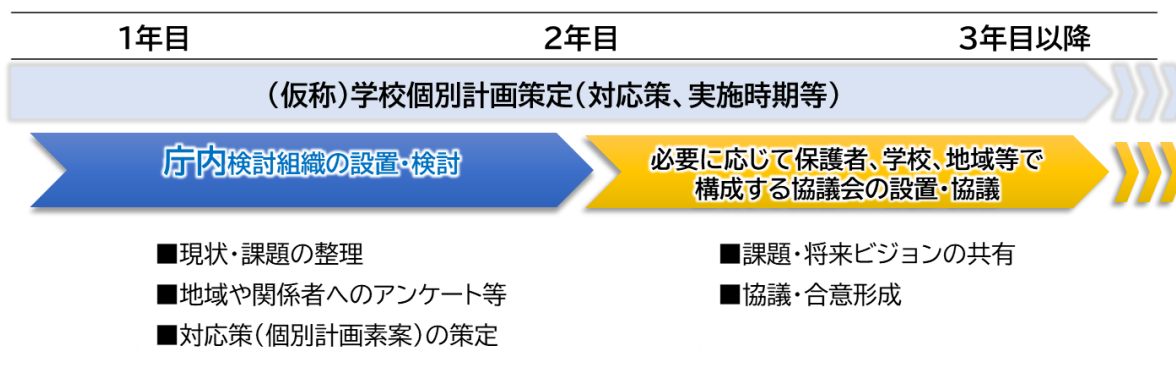 1年目 2年目 3年目以降
（仮称）学校個別計画策定（対応策、実施時期等）
庁内検討組織の設置・検討
必要に応じて保護者、学校、地域等で
構成する協議会の設置・協議
■現状・課題の整理
■地域や関係者へのアンケート等
■対応策（個別計画素案）の策定
■課題・将来ビジョンの共有
■協議・合意形成